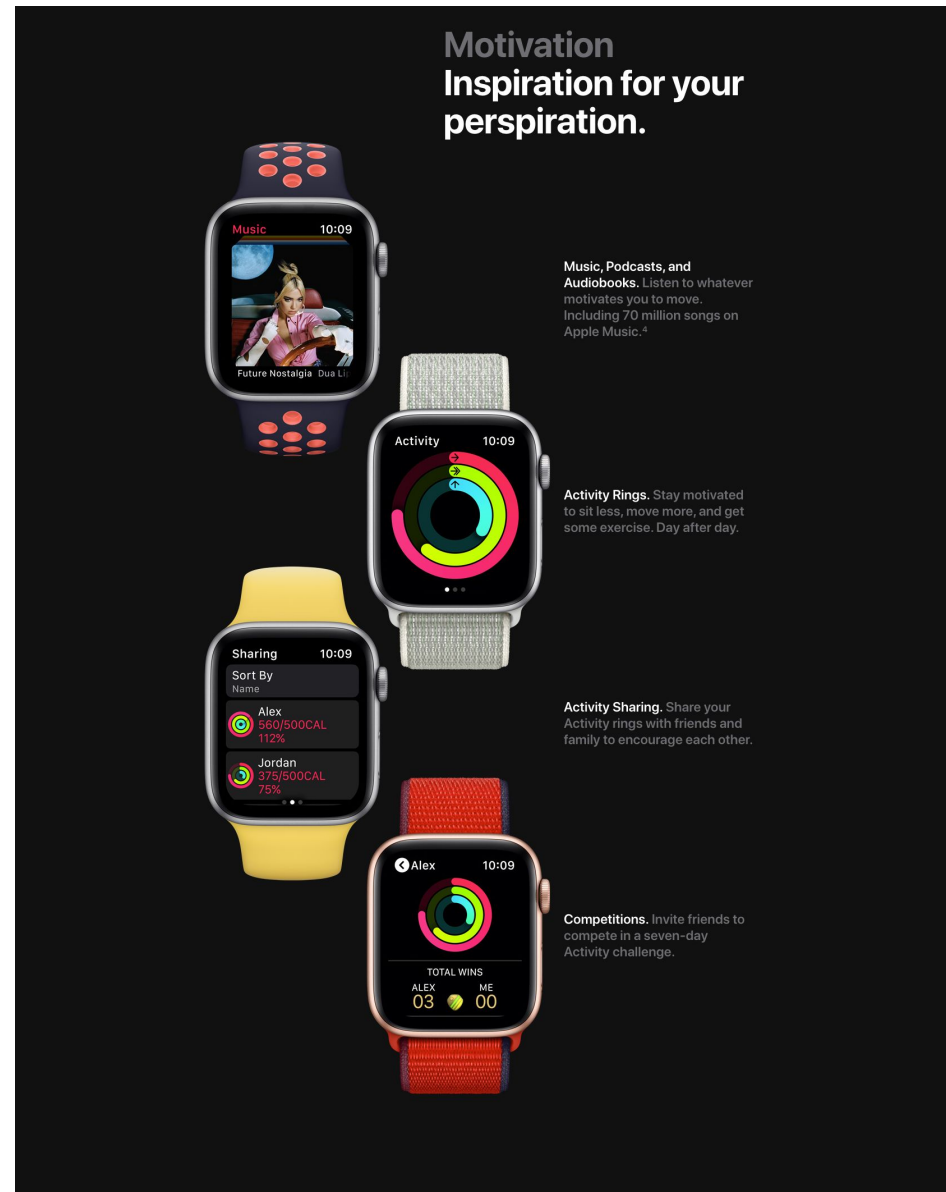 Motivation
Inspiration for your
perspiration.
Music 10:09
Future Nostalgia Dua Li
Music, Podcasts, and
Audiobooks. Listen to whatever
motivates you to move.
Including 70 million songs on
Apple Music.⁴
Activity 10:09
Activity Rings. Stay motivated
to sit less, move more, and get
some exercise. Day after day.
Sharing 10:09
Sort By
Name
Alex
560/500CAL
112%
Jordan
375/500CAL
75%
Activity Sharing. Share your
Activity rings with friends and
family to encourage each other.
Alex 10:09
TOTAL WINS
ALEX ME
03 00
Competitions. Invite friends to
compete in a seven-day
Activity challenge.